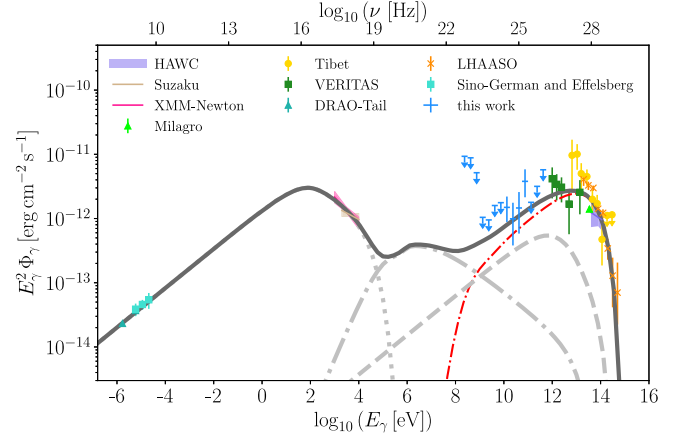 log₁₀(ν [Hz])
10 13 16 19 22 25 28
HAWC
Suzaku
XMM-Newton
Milagro
Tibet
VERITAS
DRAO-Tail
LHAASO
Sino-German and Effelsberg
this work
E²ᵧ Φᵧ [erg cm⁻² s⁻¹]
10⁻¹⁰
10⁻¹¹
10⁻¹²
10⁻¹³
10⁻¹⁴
-6 -4 -2 0 2 4 6 8 10 12 14 16
log₁₀(Eᵧ [eV])